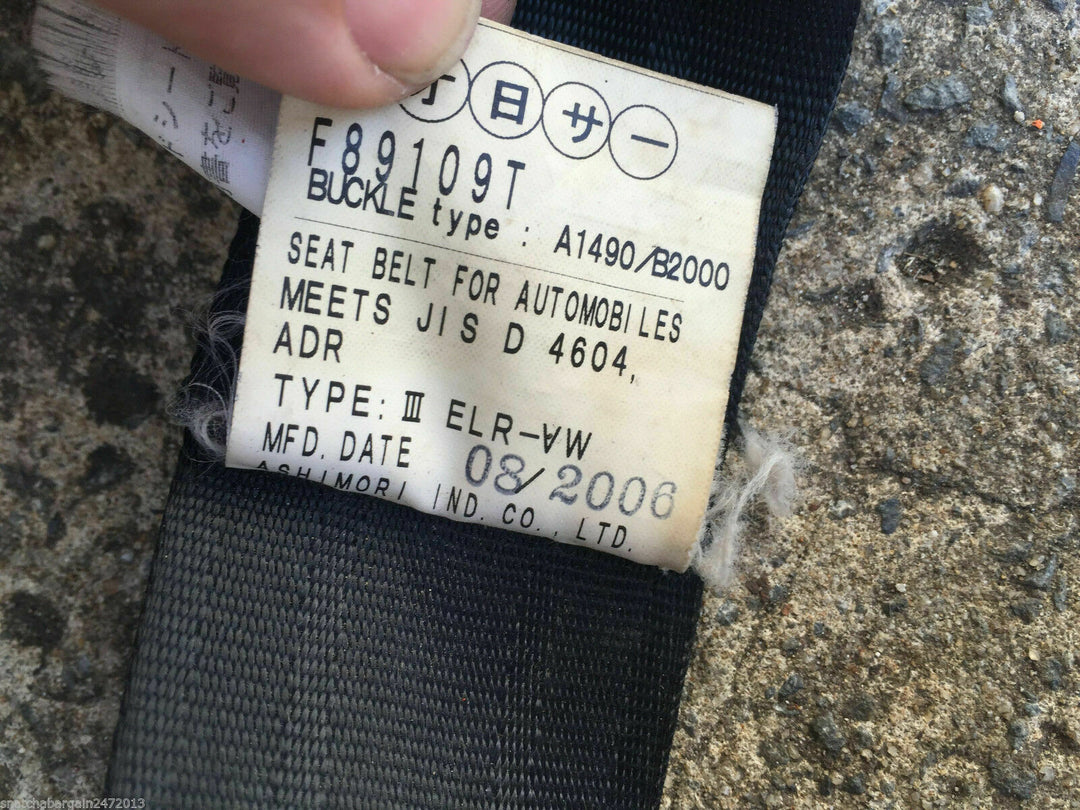 日サー
F89109T
BUCKLE type : A1490/B2000
SEAT BELT FOR AUTOMOBILES
MEETS JIS D 4604,
ADR
TYPE: Ⅲ ELR-∀W
MFD. DATE 08/2006
ASHIMORI IND. CO., LTD.
snatchabargain2472013